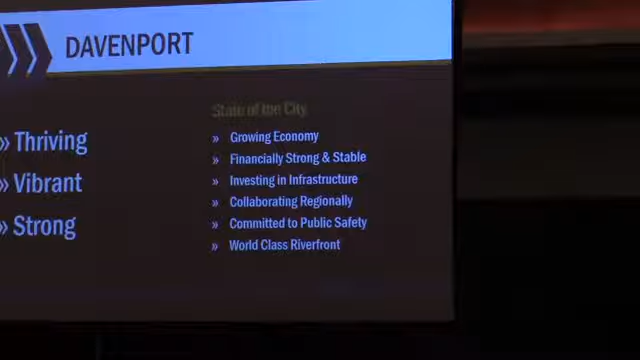 DAVENPORT
» Thriving
» Vibrant
» Strong
State of the City
» Growing Economy
» Financially Strong & Stable
» Investing in Infrastructure
» Collaborating Regionally
» Committed to Public Safety
» World Class Riverfront